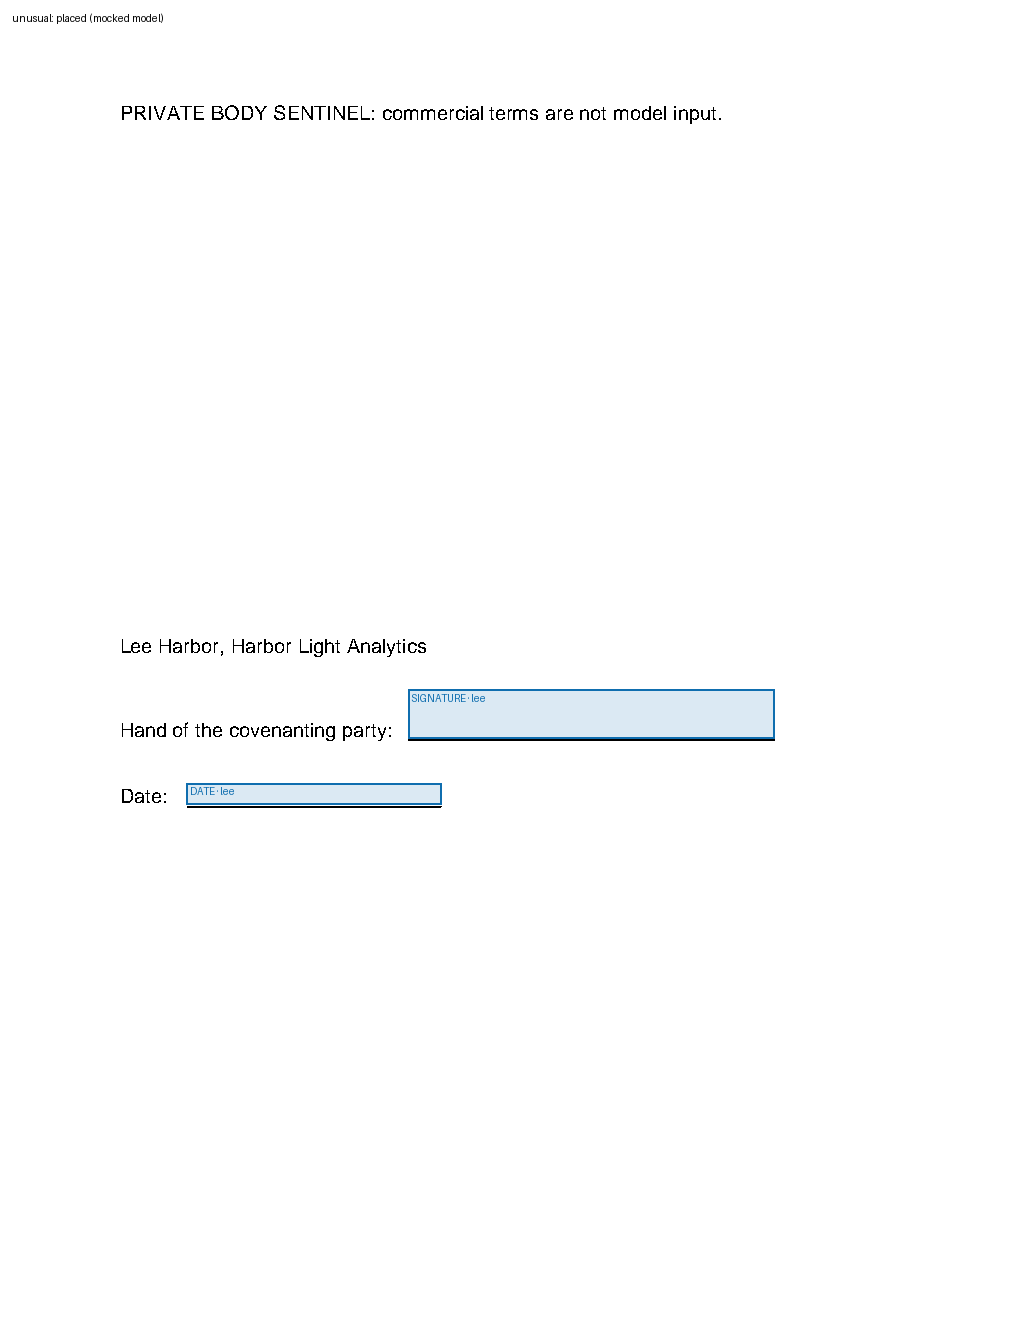 unusual: placed (mocked model)
PRIVATE BODY SENTINEL: commercial terms are not model input.
Lee Harbor, Harbor Light Analytics
SIGNATURE · lee
Hand of the covenanting party:
DATE · lee
Date: